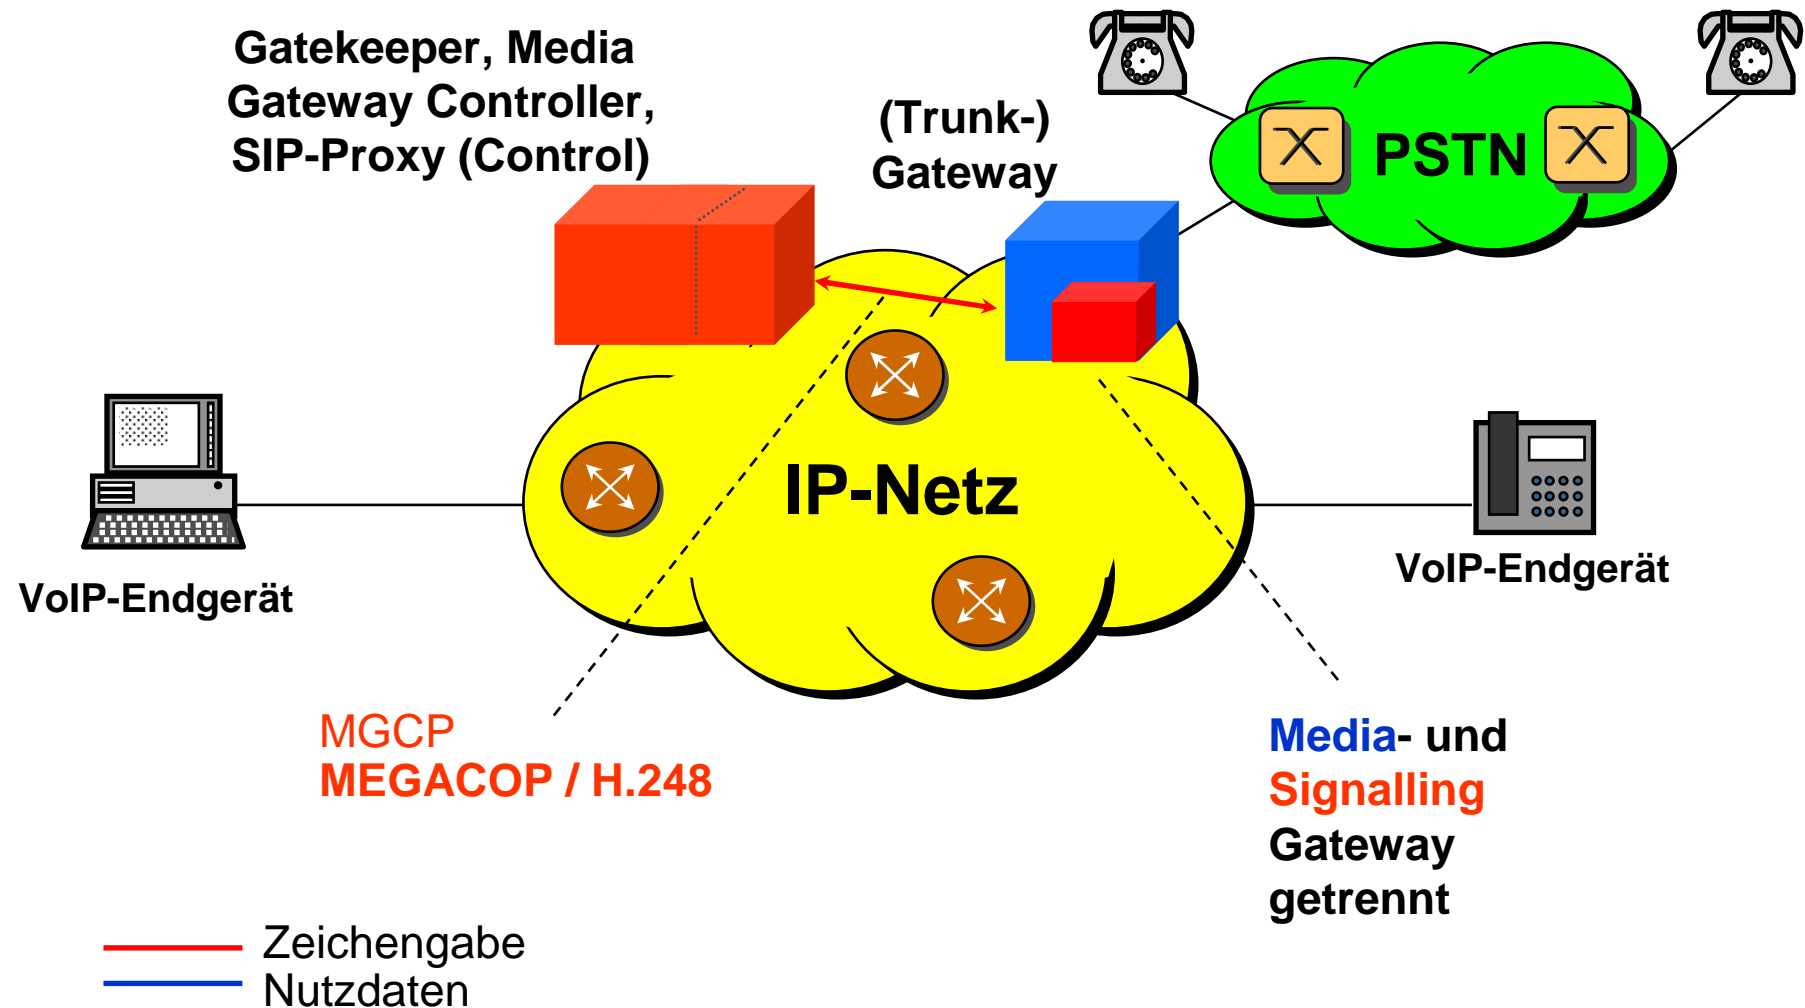 Gatekeeper, Media
Gateway Controller,
SIP-Proxy (Control)
(Trunk-)
Gateway
PSTN
IP-Netz
VoIP-Endgerät
VoIP-Endgerät
MGCP
MEGACOP / H.248
Media- und
Signalling
Gateway
getrennt
Zeichengabe
Nutzdaten